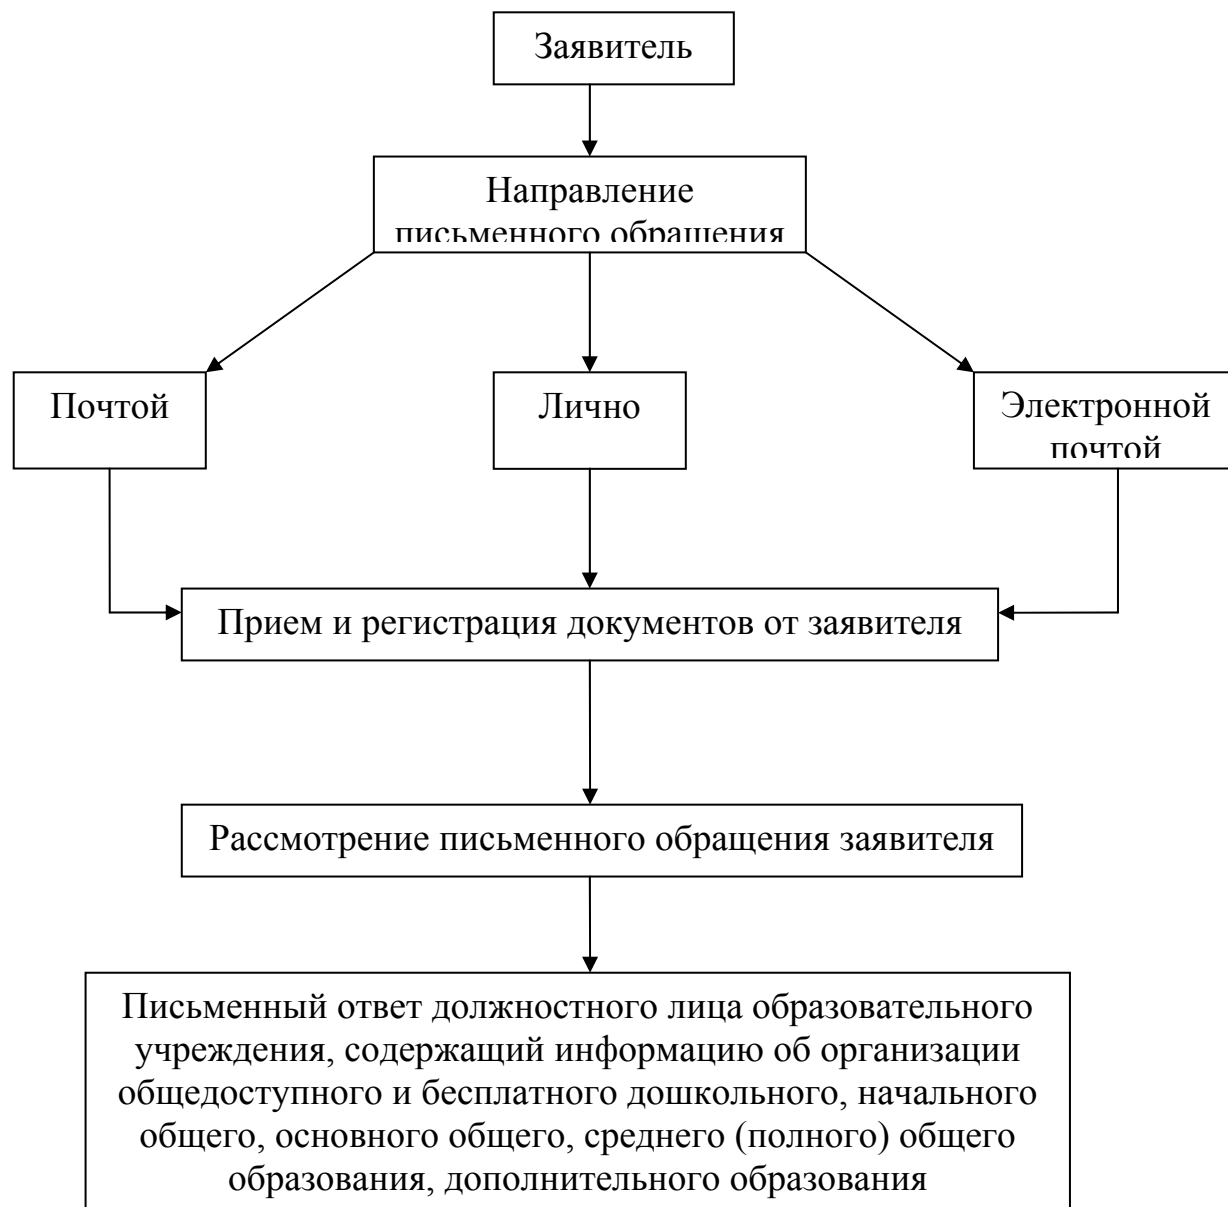 Заявитель
Направление
письменного обращения
Почтой
Лично
Электронной
почтой
Прием и регистрация документов от заявителя
Рассмотрение письменного обращения заявителя
Письменный ответ должностного лица образовательного
учреждения, содержащий информацию об организации
общедоступного и бесплатного дошкольного, начального
общего, основного общего, среднего (полного) общего
образования, дополнительного образования